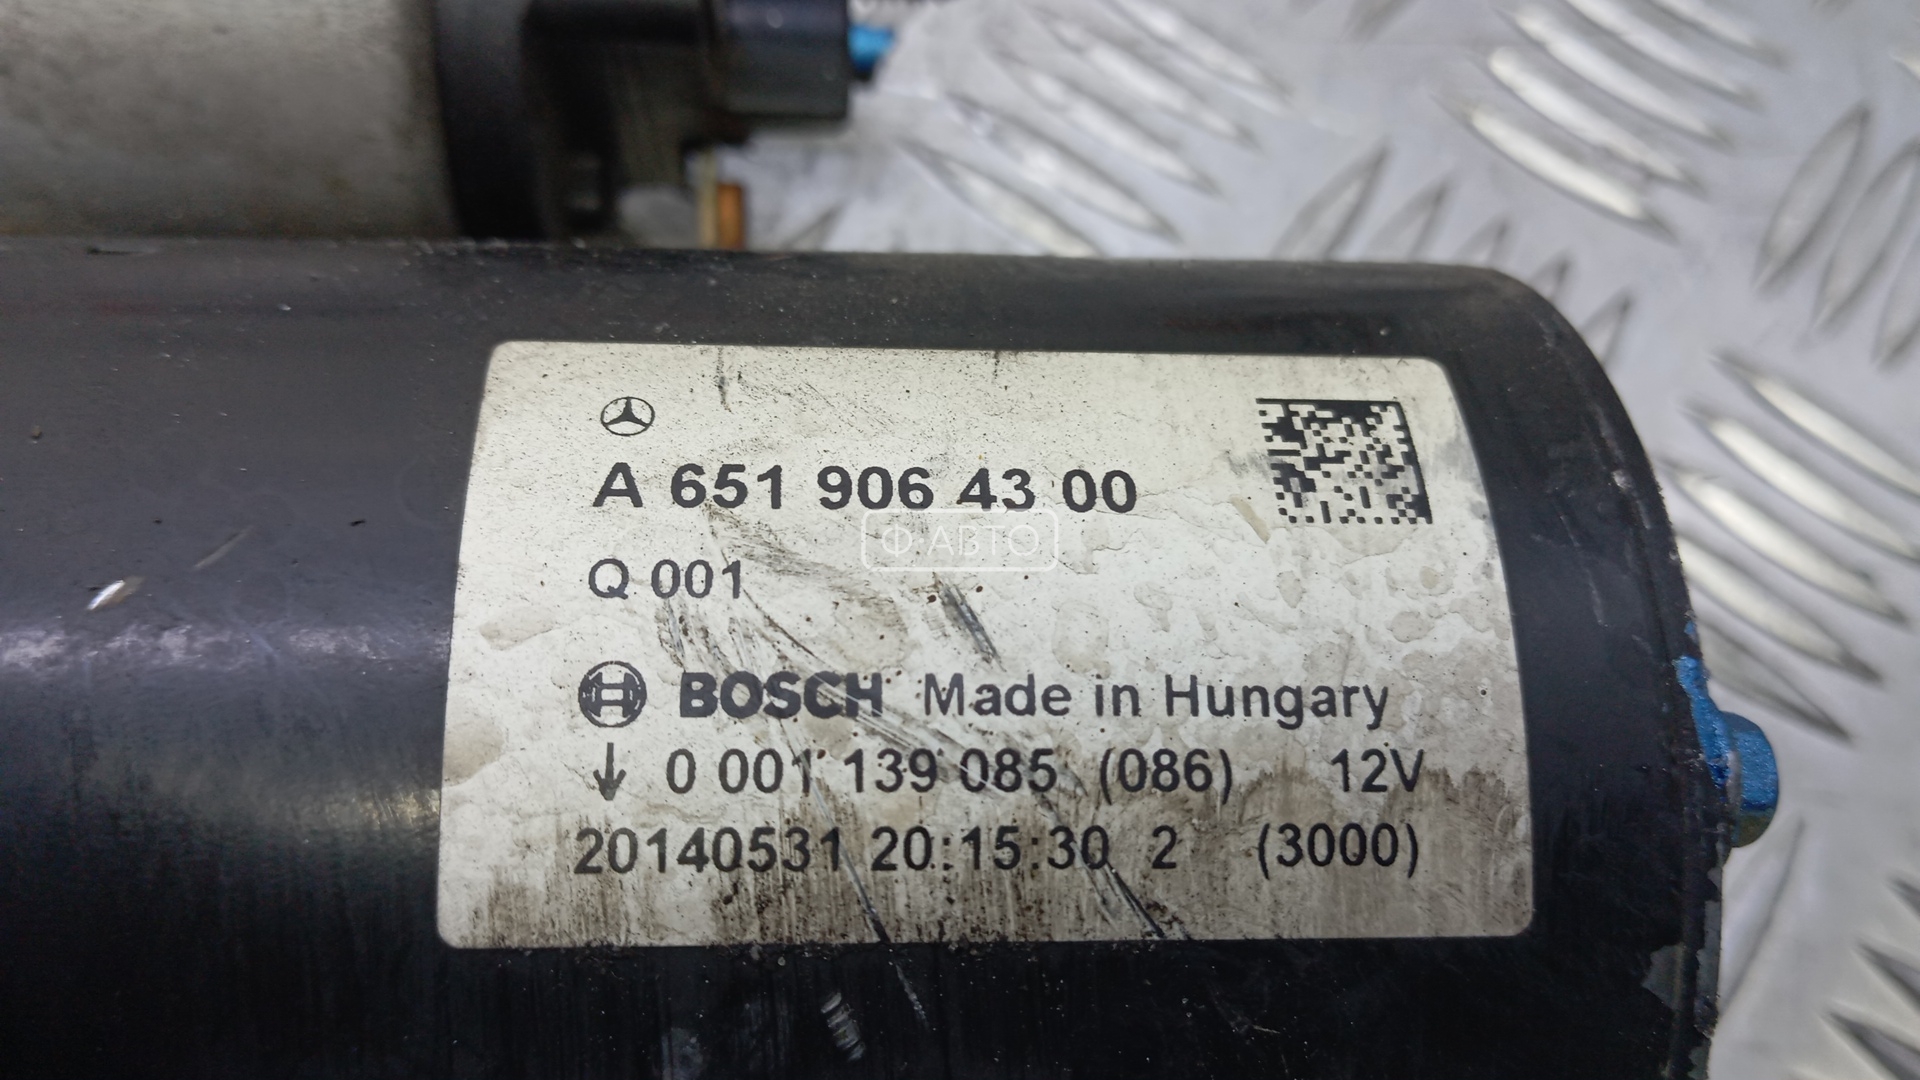 A 651 906 43 00
Ф-АВТО
Q 001
BOSCH Made in Hungary
0 001 139 085 (086) 12V
20140531 20:15:30 2 (3000)